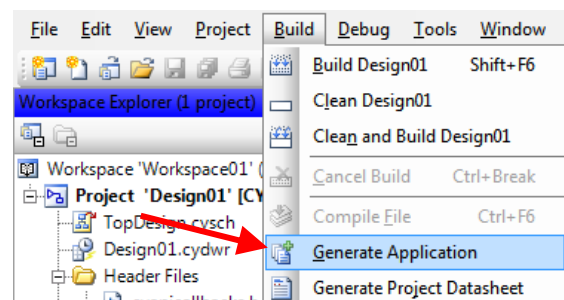 File Edit View Project Build Debug Tools Window
Build Design01 Shift+F6
Workspace Explorer (1 project)
Clean Design01
Clean and Build Design01
Workspace 'Workspace01' (
Cancel Build Ctrl+Break
Project 'Design01' [CY
TopDesign.cysch
Compile File Ctrl+F6
Design01.cydwr
Generate Application
Header Files
Generate Project Datasheet